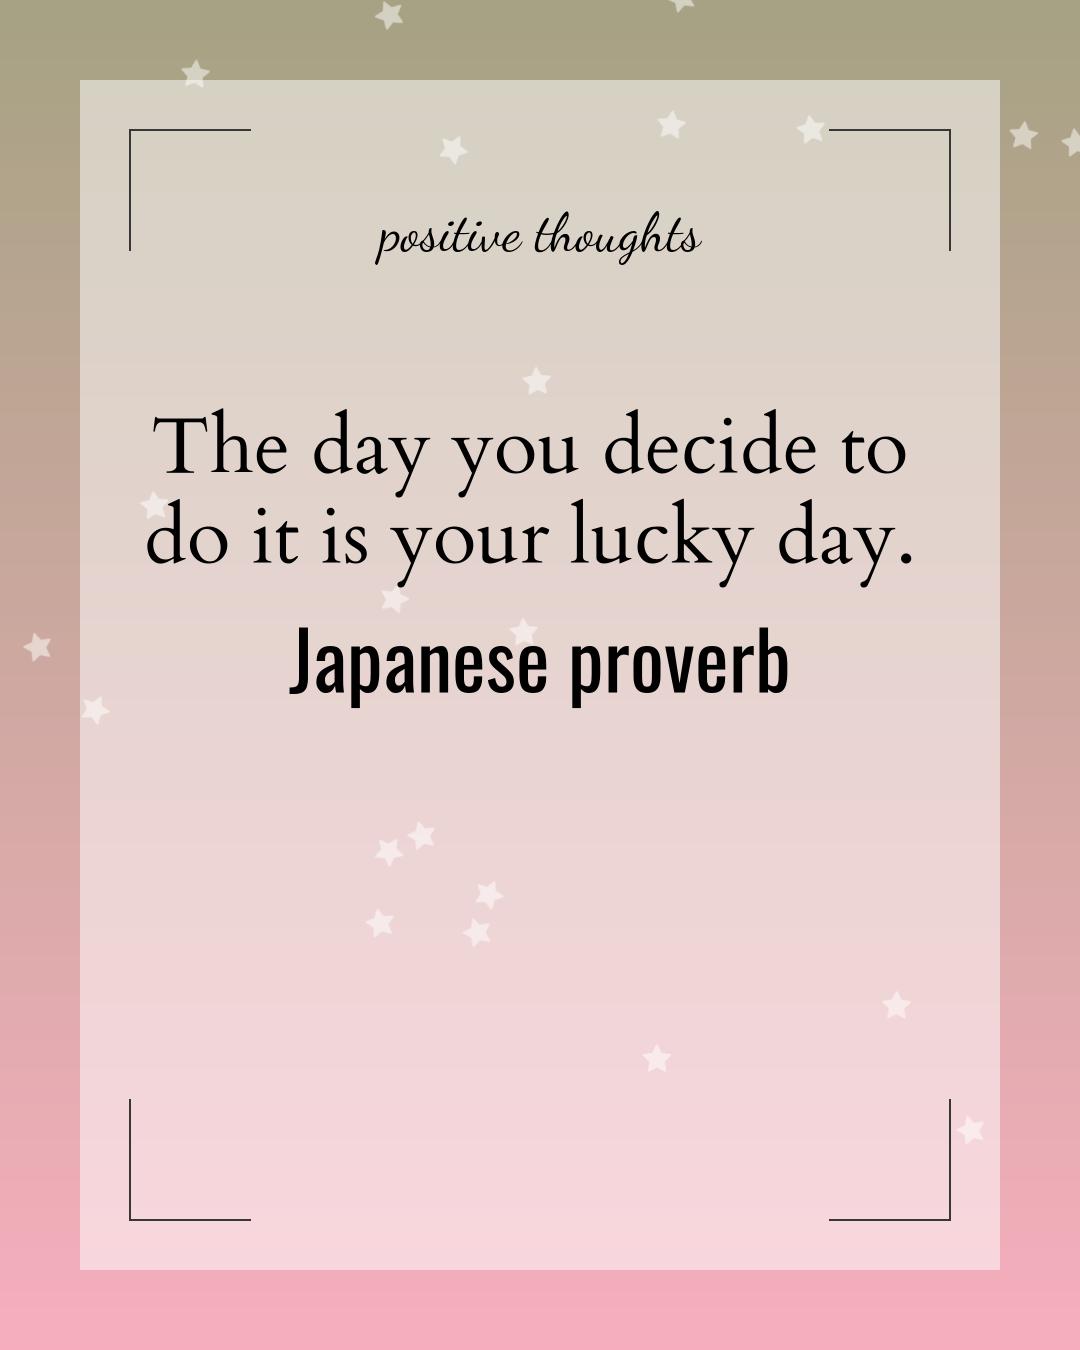 positive thoughts
The day you decide to
do it is your lucky day.
Japanese proverb